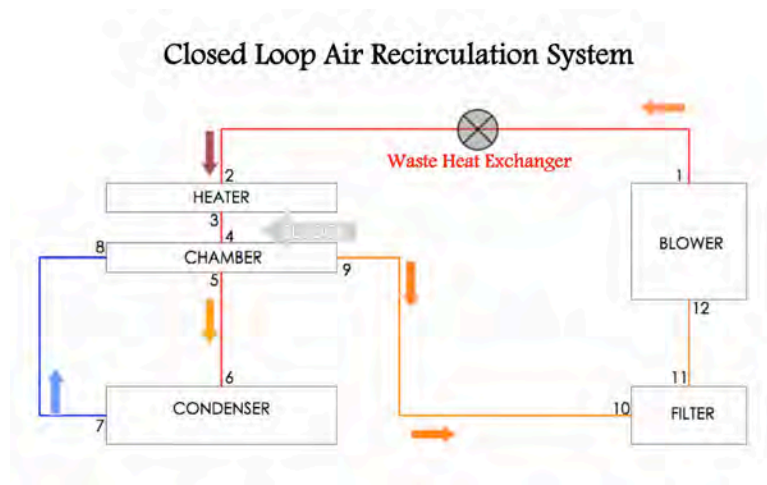 Closed Loop Air Recirculation System
Waste Heat Exchanger
2
1
HEATER
3
4
8
CHAMBER
9
5
BLOWER
12
6
11
CONDENSER
7
10
FILTER